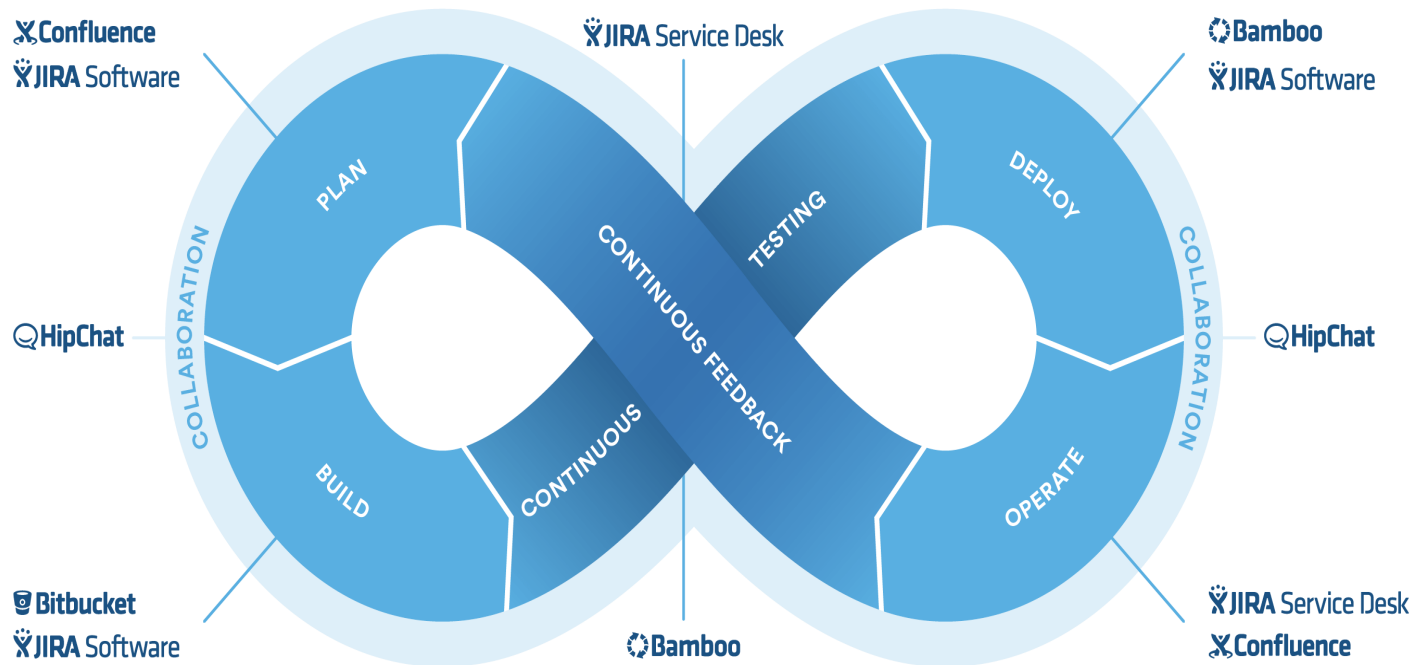 Confluence
JIRA Software
JIRA Service Desk
Bamboo
JIRA Software
PLAN
TESTING
DEPLOY
CONTINUOUS FEEDBACK
COLLABORATION
COLLABORATION
HipChat
HipChat
BUILD
CONTINUOUS
OPERATE
Bitbucket
JIRA Software
Bamboo
JIRA Service Desk
Confluence